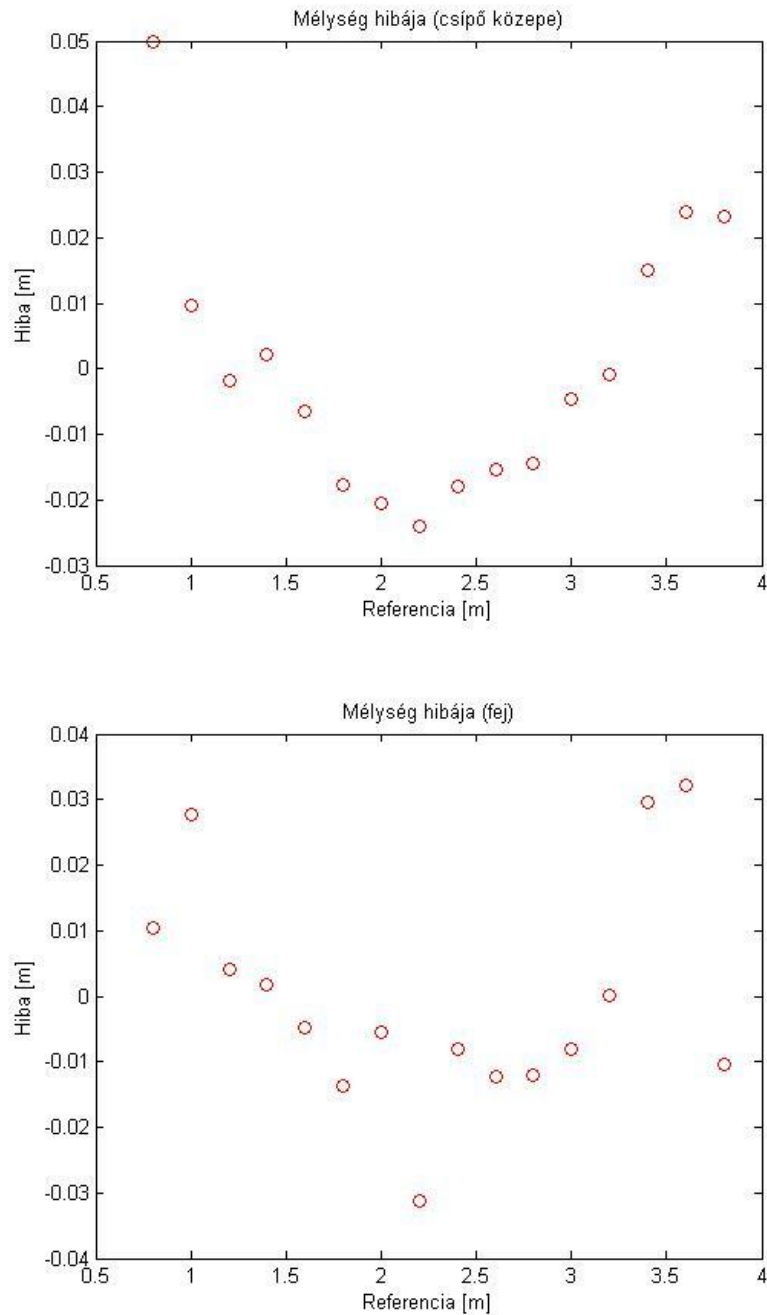 Mélység hibája (csípő közepe)
0.05
0.04
0.03
0.02
0.01
0
-0.01
-0.02
-0.03
Hiba [m]
0.5 1 1.5 2 2.5 3 3.5 4
Referencia [m]
Mélység hibája (fej)
0.04
0.03
0.02
0.01
0
-0.01
-0.02
-0.03
-0.04
Hiba [m]
0.5 1 1.5 2 2.5 3 3.5 4
Referencia [m]